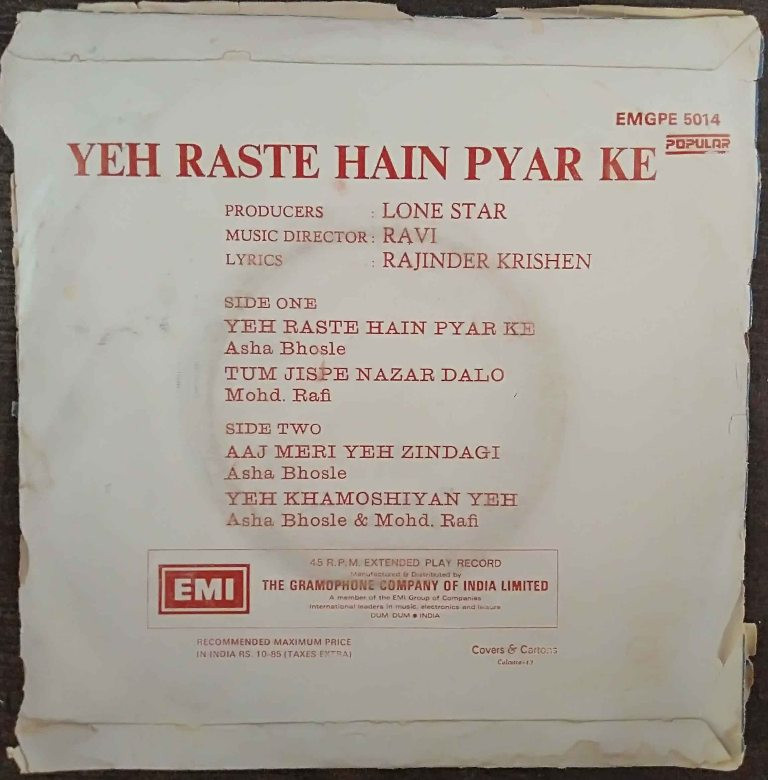 EMGPE 5014
POPULAR
YEH RASTE HAIN PYAR KE
PRODUCERS : LONE STAR
MUSIC DIRECTOR : RAVI
LYRICS : RAJINDER KRISHEN
SIDE ONE
YEH RASTE HAIN PYAR KE
Asha Bhosle
TUM JISPE NAZAR DALO
Mohd. Rafi
SIDE TWO
AAJ MERI YEH ZINDAGI
Asha Bhosle
YEH KHAMOSHIYAN YEH
Asha Bhosle & Mohd. Rafi
EMI
45 R.P.M. EXTENDED PLAY RECORD
Manufactured & Distributed by
THE GRAMOPHONE COMPANY OF INDIA LIMITED
A member of the EMI Group of Companies
International leaders in music, electronics and leisure
DUM DUM ● INDIA
RECOMMENDED MAXIMUM PRICE
IN INDIA RS. 10-85 (TAXES EXTRA)
Covers & Cartons